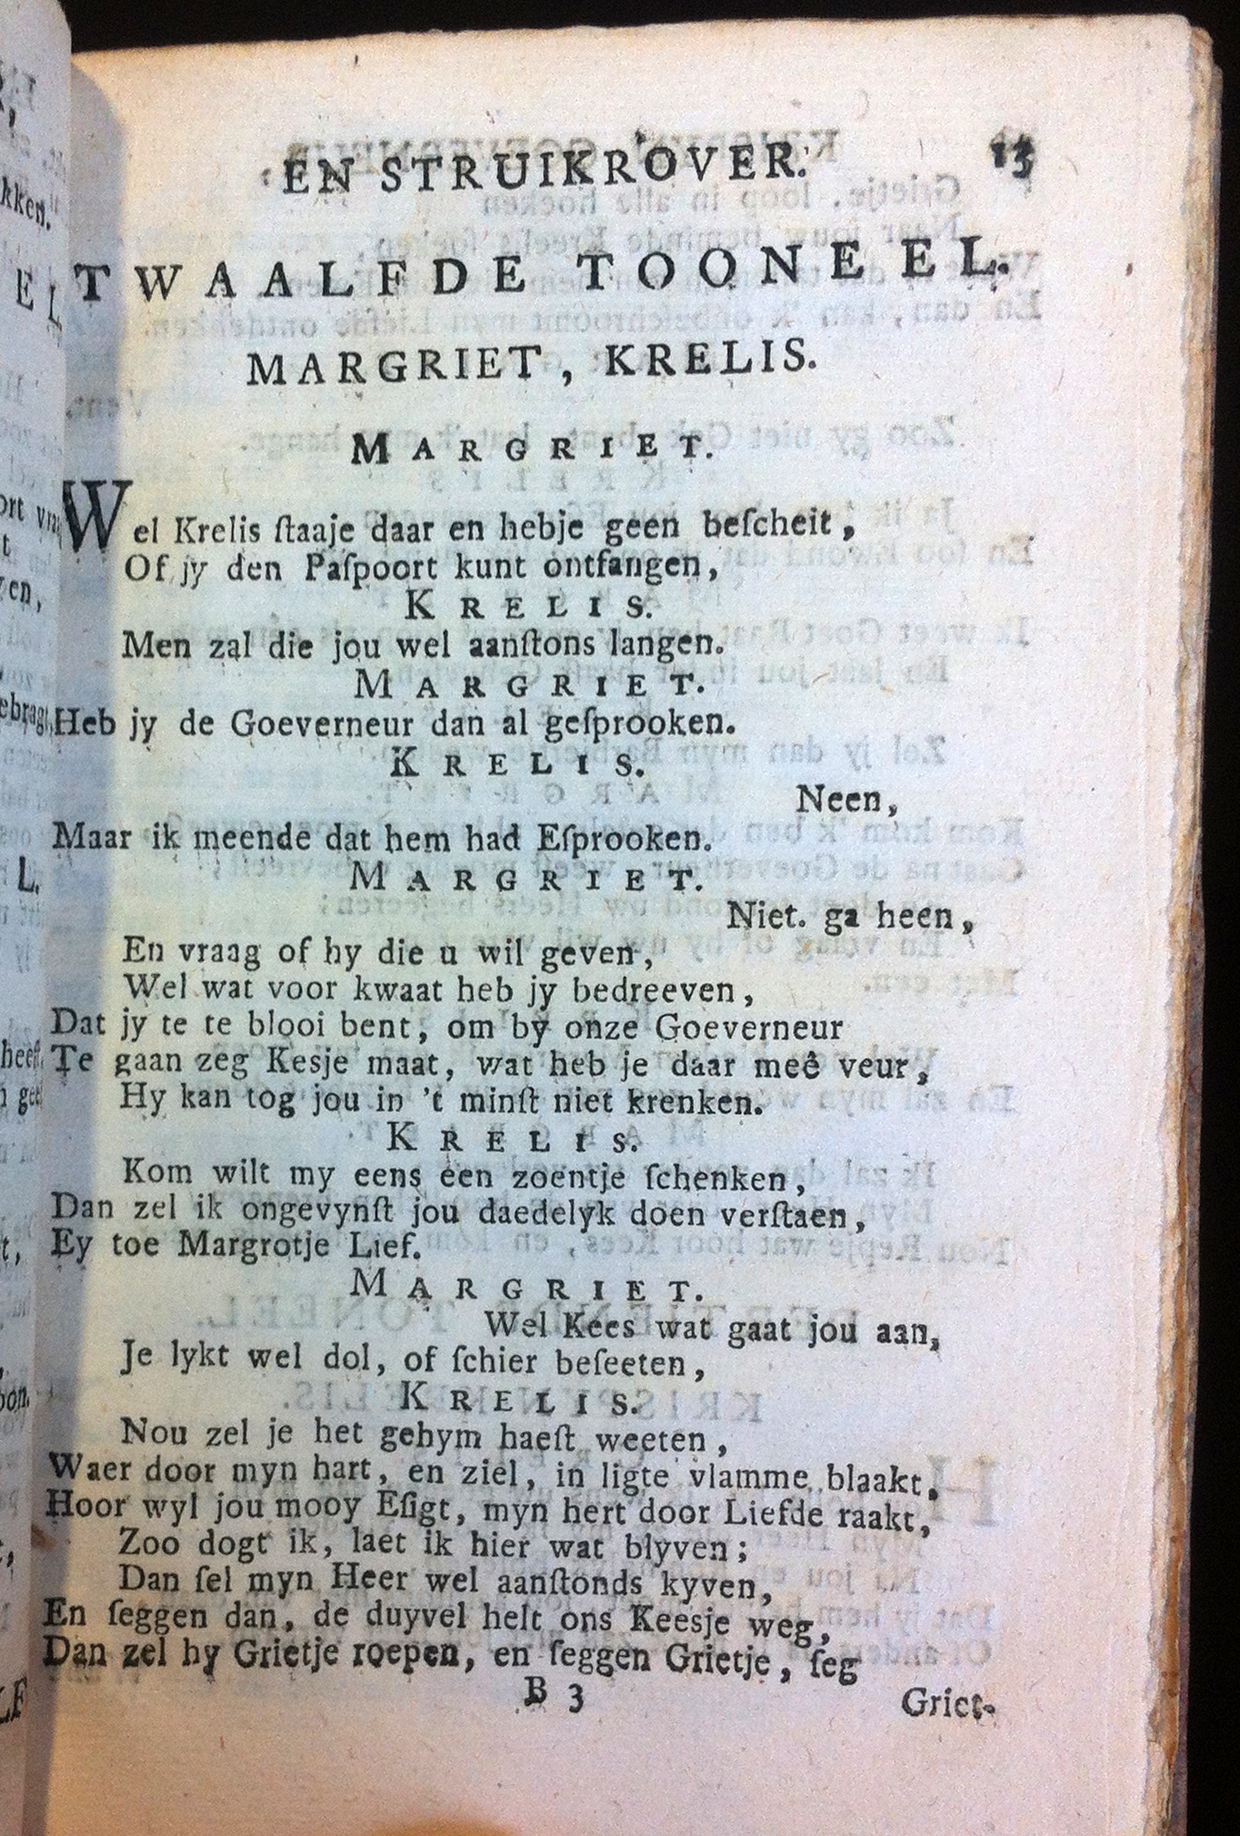 EN STRUIKROVER. 13
TWAALFDE TOONEEL.
MARGRIET, KRELIS.
MARGRIET.
Wel Krelis ſtaaje daar en hebje geen beſcheit,
Of jy den Paſpoort kunt ontfangen,
KRELIS.
Men zal die jou wel aanſtons langen.
MARGRIET.
Heb jy de Goeverneur dan al geſprooken.
KRELIS.
Neen,
Maar ik meende dat hem had Eſprooken.
MARGRIET.
Niet. ga heen,
En vraag of hy die u wil geven,
Wel wat voor kwaat heb jy bedreeven,
Dat jy te te blooi bent, om by onze Goeverneur
Te gaan zeg Kesje maat, wat heb je daar meê veur,
Hy kan tog jou in 't minſt niet krenken.
KRELIS.
Kom wilt my eens een zoentje ſchenken,
Dan zel ik ongevynſt jou daedelyk doen verſtaen,
Ey toe Margrotje Lief.
MARGRIET.
Wel Kees wat gaat jou aan,
Je lykt wel dol, of ſchier beſeeten,
KRELIS.
Nou zel je het gehym haeſt weeten,
Waer door myn hart, en ziel, in ligte vlamme blaakt,
Hoor wyl jou mooy Eſigt, myn hert door Liefde raakt,
Zoo dogt ik, laet ik hier wat blyven;
Dan ſel myn Heer wel aanſtonds kyven,
En ſeggen dan, de duyvel helt ons Keesje weg,
Dan zel hy Grietje roepen, en ſeggen Grietje, ſeg
B 3 Griet-